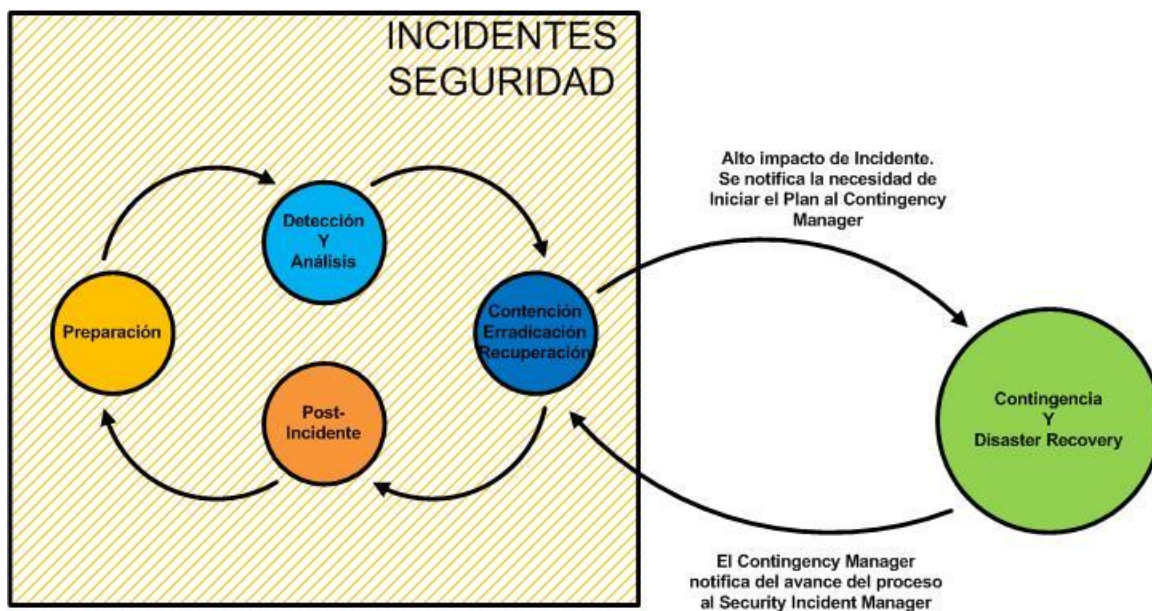 INCIDENTES
SEGURIDAD
Alto impacto de Incidente.
Se notifica la necesidad de
Iniciar el Plan al Contingency
Manager
Detección
Y
Análisis
Preparación
Contención
Erradicación
Recuperación
Post-
Incidente
Contingencia
Y
Disaster Recovery
El Contingency Manager
notifica del avance del proceso
al Security Incident Manager